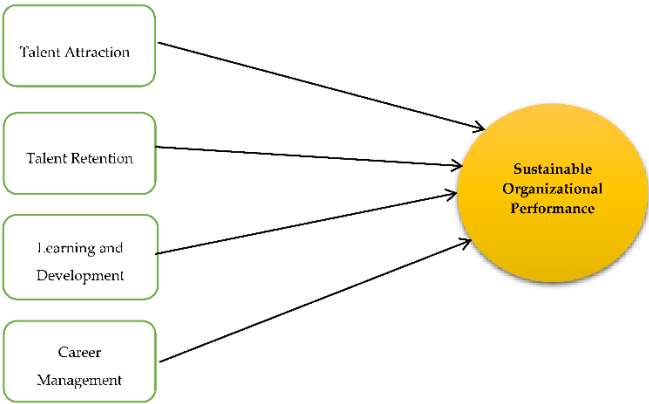 Talent Attraction
Talent Retention
Learning and
Development
Career
Management
Sustainable
Organizational
Performance